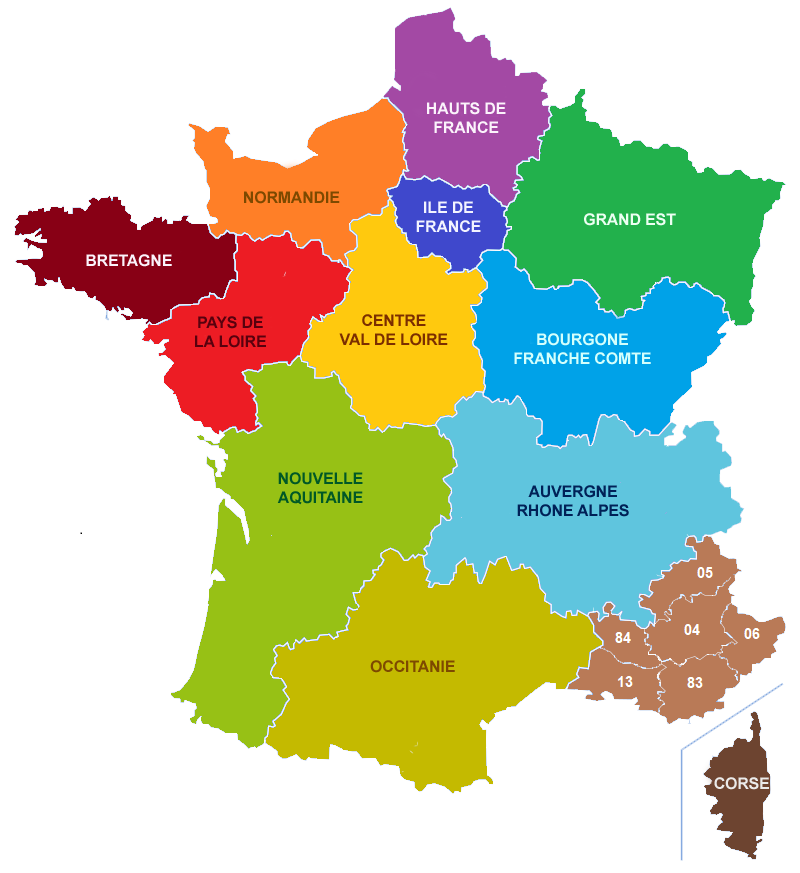 HAUTS DE
FRANCE
NORMANDIE
ILE DE
FRANCE
GRAND EST
BRETAGNE
PAYS DE
LA LOIRE
CENTRE
VAL DE LOIRE
BOURGONE
FRANCHE COMTE
NOUVELLE
AQUITAINE
AUVERGNE
RHONE ALPES
05
04
06
84
13
83
OCCITANIE
CORSE